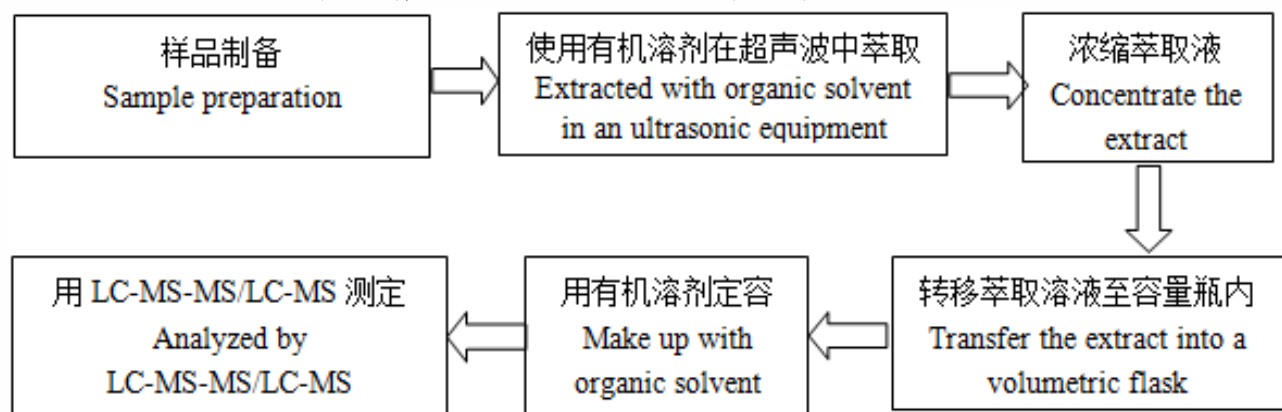 样品制备
Sample preparation
使用有机溶剂在超声波中萃取
Extracted with organic solvent
in an ultrasonic equipment
浓缩萃取液
Concentrate the
extract
转移萃取溶液至容量瓶内
Transfer the extract into a
volumetric flask
用有机溶剂定容
Make up with
organic solvent
用 LC-MS-MS/LC-MS 测定
Analyzed by
LC-MS-MS/LC-MS